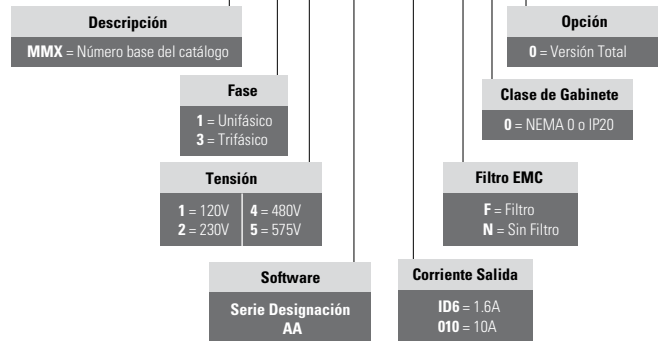 Descripción
MMX = Número base del catálogo
Opción
0 = Versión Total
Fase
1 = Unifásico
3 = Trifásico
Clase de Gabinete
0 = NEMA 0 o IP20
Tensión
1 = 120V 4 = 480V
2 = 230V 5 = 575V
Filtro EMC
F = Filtro
N = Sin Filtro
Software
Serie Designación
AA
Corriente Salida
ID6 = 1.6A
010 = 10A